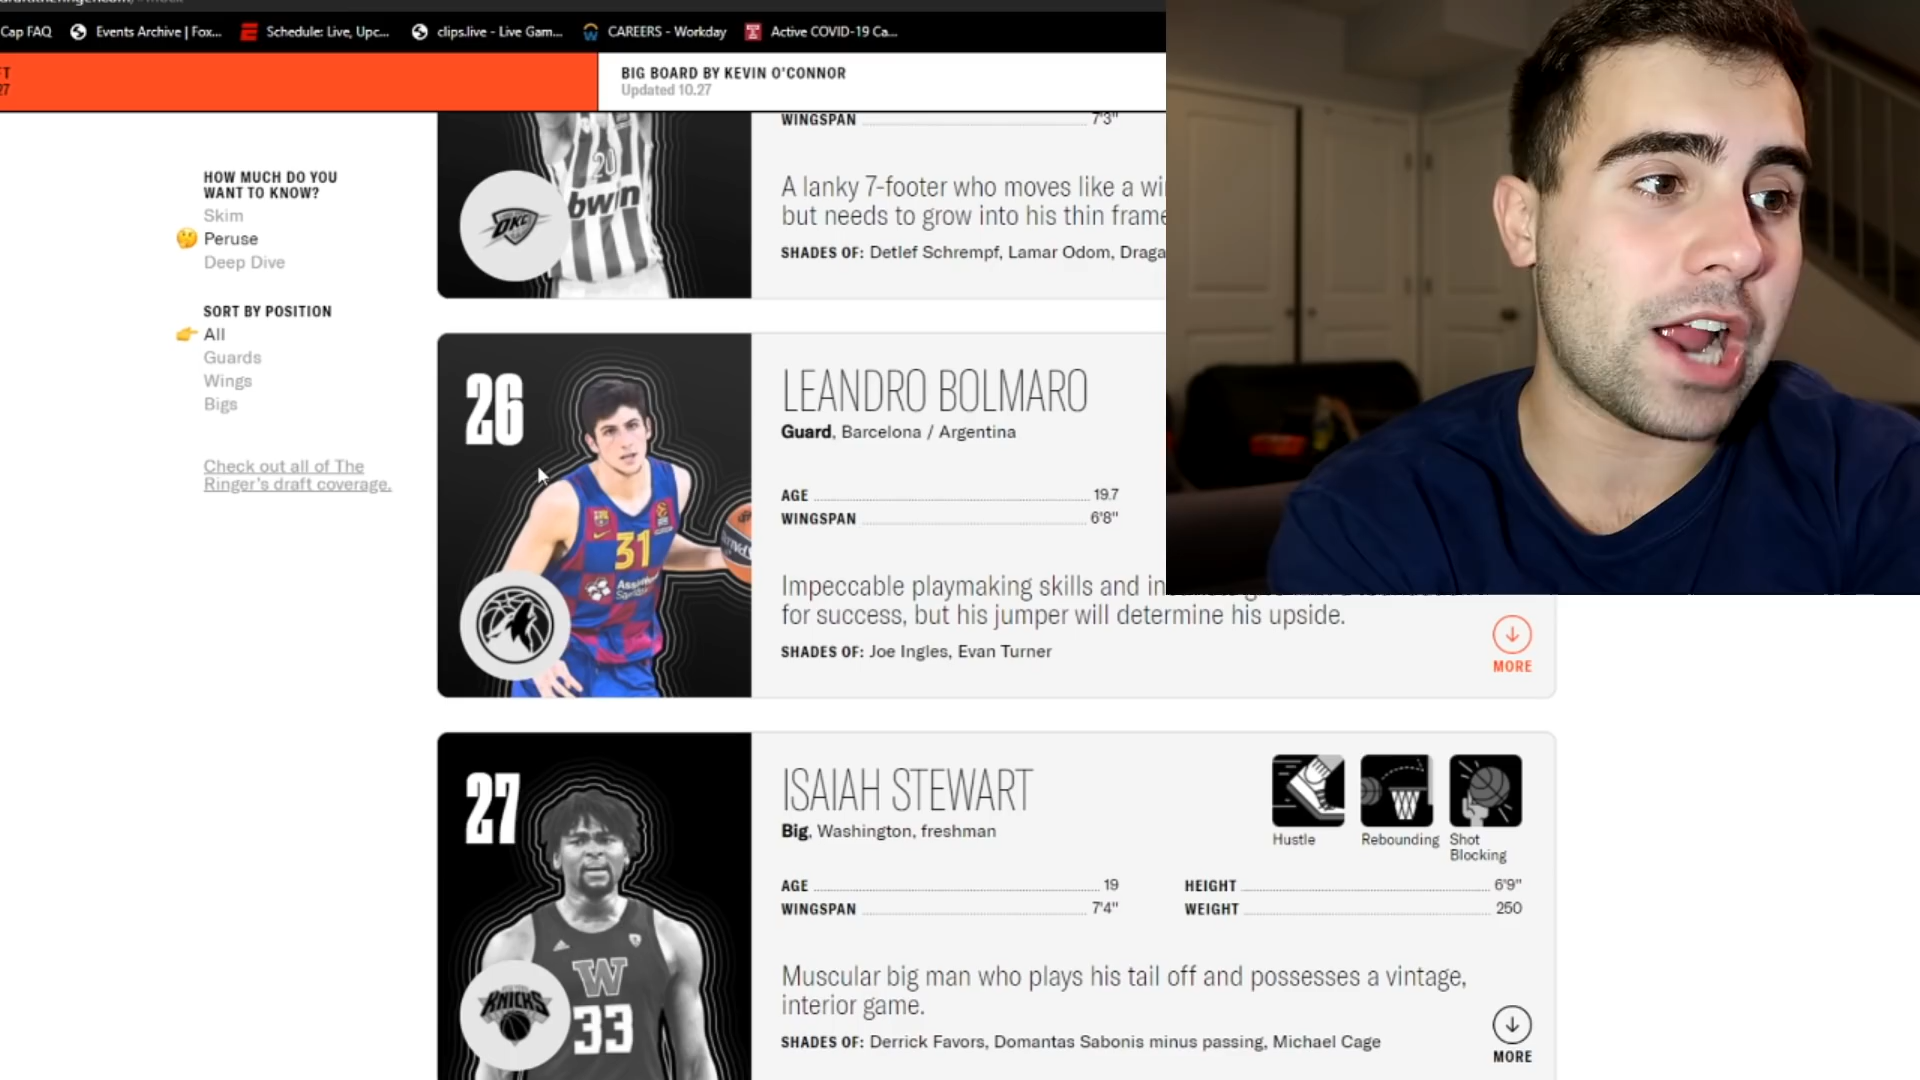 Cap FAQ
Events Archive | Fox...
Schedule: Live, Upc...
clips.live - Live Gam...
CAREERS - Workday
Active COVID-19 Ca...
BIG BOARD BY KEVIN O'CONNOR
Updated 10.27
HOW MUCH DO YOU
WANT TO KNOW?
Skim
Peruse
Deep Dive
SORT BY POSITION
All
Guards
Wings
Bigs
Check out all of The
Ringer's draft coverage.
20
bwin
OKC
WINGSPAN 7'3"
A lanky 7-footer who moves like a wi
but needs to grow into his thin frame
SHADES OF: Detlef Schrempf, Lamar Odom, Draga
26
31
LEANDRO BOLMARO
Guard, Barcelona / Argentina
AGE 19.7
WINGSPAN 6'8"
Impeccable playmaking skills and in
for success, but his jumper will determine his upside.
SHADES OF: Joe Ingles, Evan Turner
MORE
27
W
33
KNICKS
ISAIAH STEWART
Big, Washington, freshman
Hustle
Rebounding
Shot
Blocking
AGE 19
WINGSPAN 7'4"
HEIGHT 6'9"
WEIGHT 250
Muscular big man who plays his tail off and possesses a vintage,
interior game.
SHADES OF: Derrick Favors, Domantas Sabonis minus passing, Michael Cage
MORE